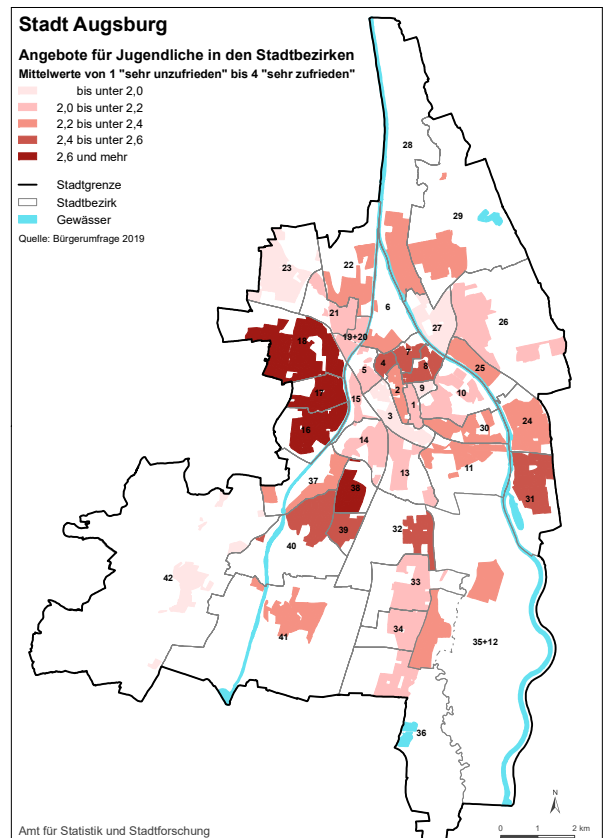 Stadt Augsburg
Angebote für Jugendliche in den Stadtbezirken
Mittelwerte von 1 "sehr unzufrieden" bis 4 "sehr zufrieden"
bis unter 2,0
2,0 bis unter 2,2
2,2 bis unter 2,4
2,4 bis unter 2,6
2,6 und mehr
Stadtgrenze
Stadtbezirk
Gewässer
Quelle: Bürgerumfrage 2019
28
29
23
22
6
21
27
26
18
19+20
7
4
8
5
25
17
2
9
10
15
1
3
16
24
30
14
11
13
37
38
31
32
39
40
42
33
34
41
35+12
36
N
0 1 2 km
Amt für Statistik und Stadtforschung